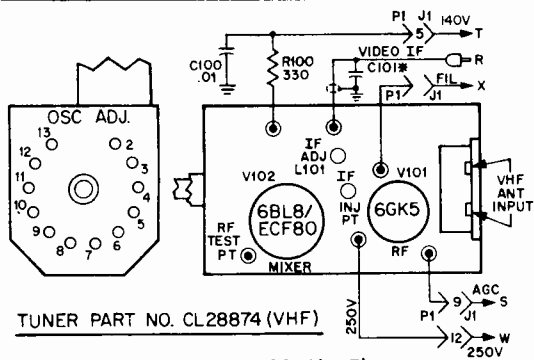 P1 J1
5 140V T
VIDEO IF
R
C100
.01
R100
330
C101*
FIL
X
P1 J1
OSC ADJ.
13 2
12 3
11 4
10 5
9 6
8 7
IF
ADJ
L101
V102
V101
IF
6BL8/
ECF80
6GK5
INJ
PT
RF
TEST
PT
MIXER
RF
VHF
ANT
INPUT
250V
AGC
P1 9 J1 S
12 W
250V
TUNER PART NO. CL28874 (VHF)